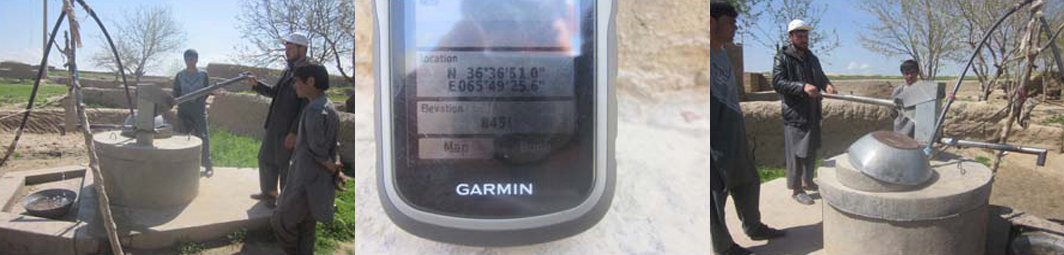 Location
N 36°36'51.0"
E065°49'25.6"
Elevation
Map
GARMIN